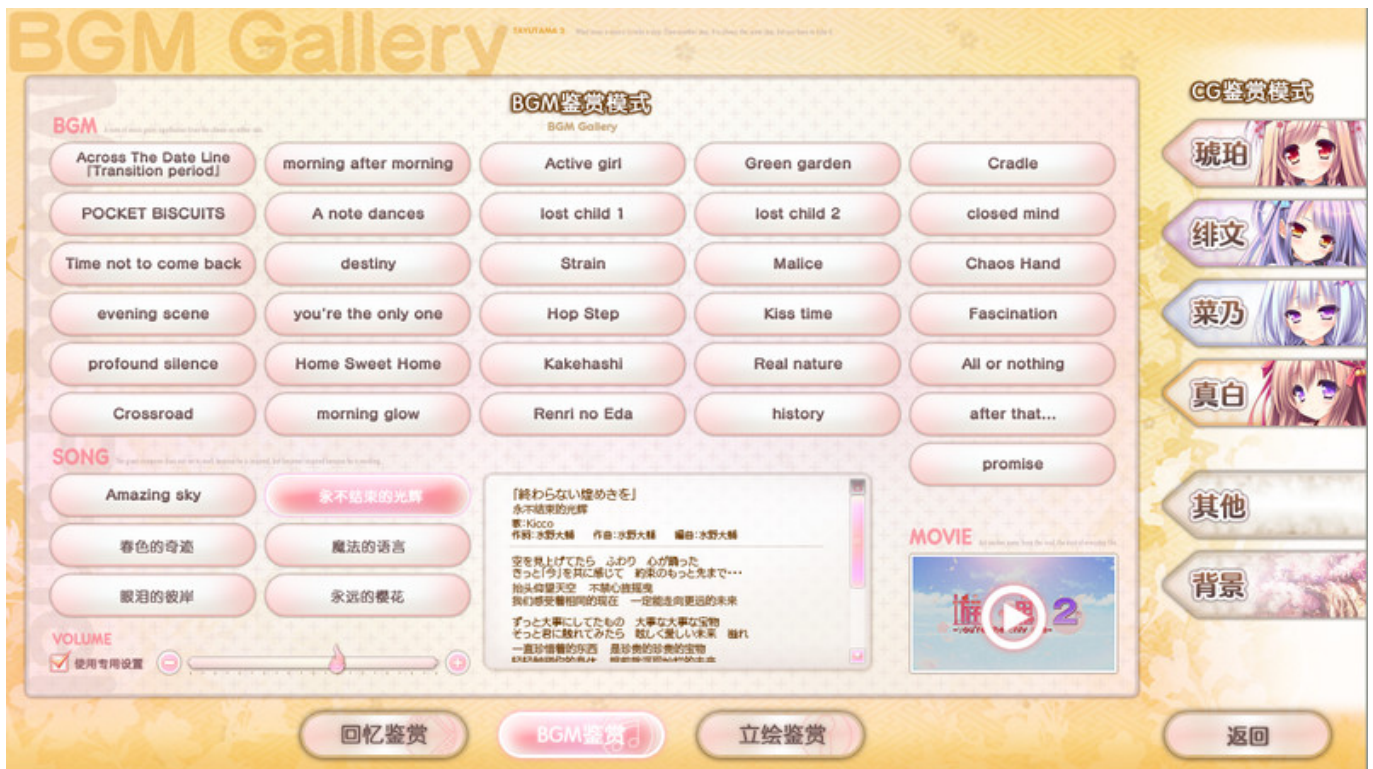 BGM Gallery
TAYUTAMA 2
BGM鉴赏模式
BGM Gallery
CG鉴赏模式
BGM
Across The Date Line
『Transition period』
morning after morning
Active girl
Green garden
Cradle
POCKET BISCUITS
A note dances
lost child 1
lost child 2
closed mind
Time not to come back
destiny
Strain
Malice
Chaos Hand
evening scene
you're the only one
Hop Step
Kiss time
Fascination
profound silence
Home Sweet Home
Kakehashi
Real nature
All or nothing
Crossroad
morning glow
Renri no Eda
history
after that...
promise
琥珀
绯文
菜乃
真白
其他
背景
SONG
Amazing sky
永不结束的光辉
春色的奇迹
魔法的语言
眼泪的彼岸
永远的樱花
「終わらない煌めきを」
永不结束的光辉
歌:Kicco
作詞:水野大輔 作曲:水野大輔 編曲:水野大輔
空を見上げてたら ふわり 心が踊った
きっと「今」を共に感じて 約束のもっと先まで・・・
抬头仰望天空 不禁心旌摇曳
我们感受着相同的现在 一定能走向更远的未来
ずっと大事にしてたもの 大事な大事な宝物
そっと君に触れてみたら 眩しく愛しい未来 溢れ
一直珍惜着的东西 是珍贵的珍贵的宝物
MOVIE
2
VOLUME
使用专用设置
回忆鉴赏
BGM鉴赏
立绘鉴赏
返回